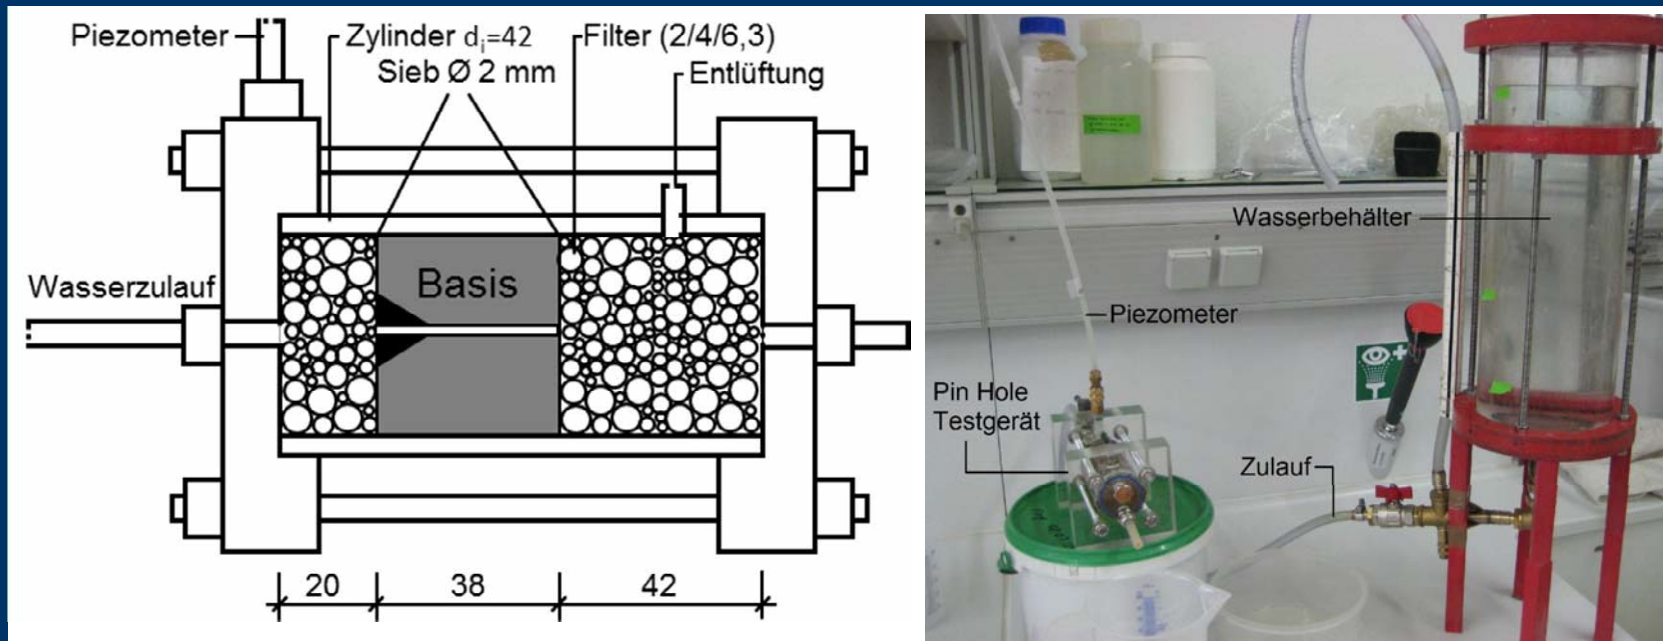 Piezometer
Zylinder di=42
Filter (2/4/6,3)
Sieb Ø 2 mm
Entlüftung
Wasserzulauf
Basis
20
38
42
Wasserbehälter
Piezometer
Pin Hole
Testgerät
Zulauf